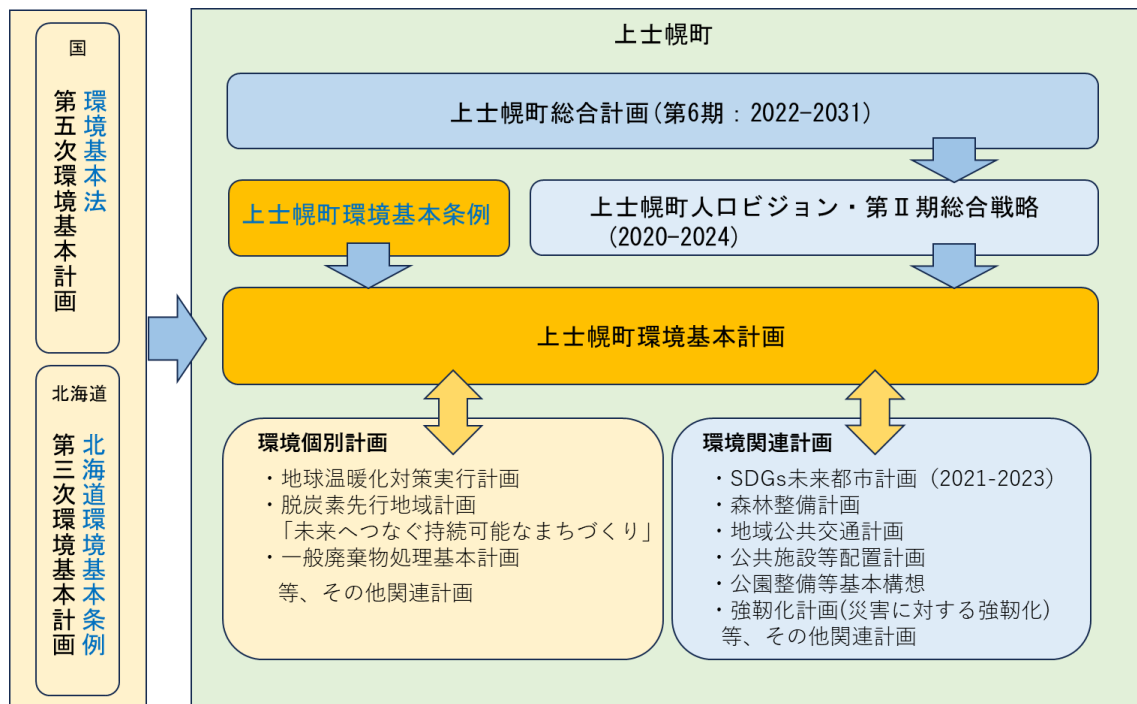 国
環境基本法
第五次環境基本計画
北海道
北海道環境基本条例
第三次環境基本計画
上士幌町
上士幌町総合計画(第6期：2022-2031)
上士幌町環境基本条例
上士幌町人口ビジョン・第Ⅱ期総合戦略
(2020-2024)
上士幌町環境基本計画
環境個別計画
・地球温暖化対策実行計画
・脱炭素先行地域計画
「未来へつなぐ持続可能なまちづくり」
・一般廃棄物処理基本計画
等、その他関連計画
環境関連計画
・SDGs未来都市計画（2021-2023）
・森林整備計画
・地域公共交通計画
・公共施設等配置計画
・公園整備等基本構想
・強靭化計画(災害に対する強靭化)
等、その他関連計画